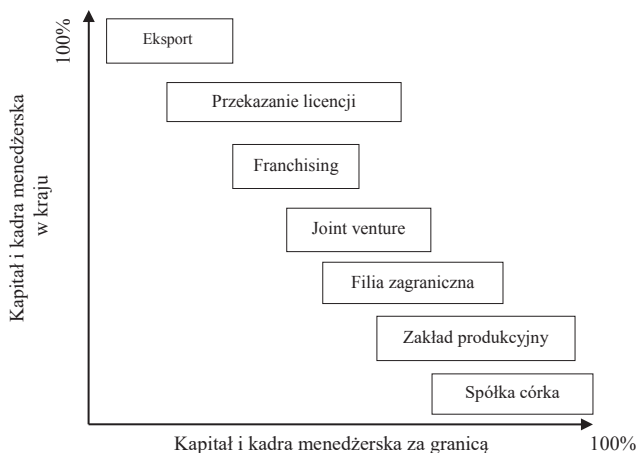 100%
Kapitał i kadra menedżerska
w kraju
Eksport
Przekazanie licencji
Franchising
Joint venture
Filia zagraniczna
Zakład produkcyjny
Spółka córka
Kapitał i kadra menedżerska za granicą
100%